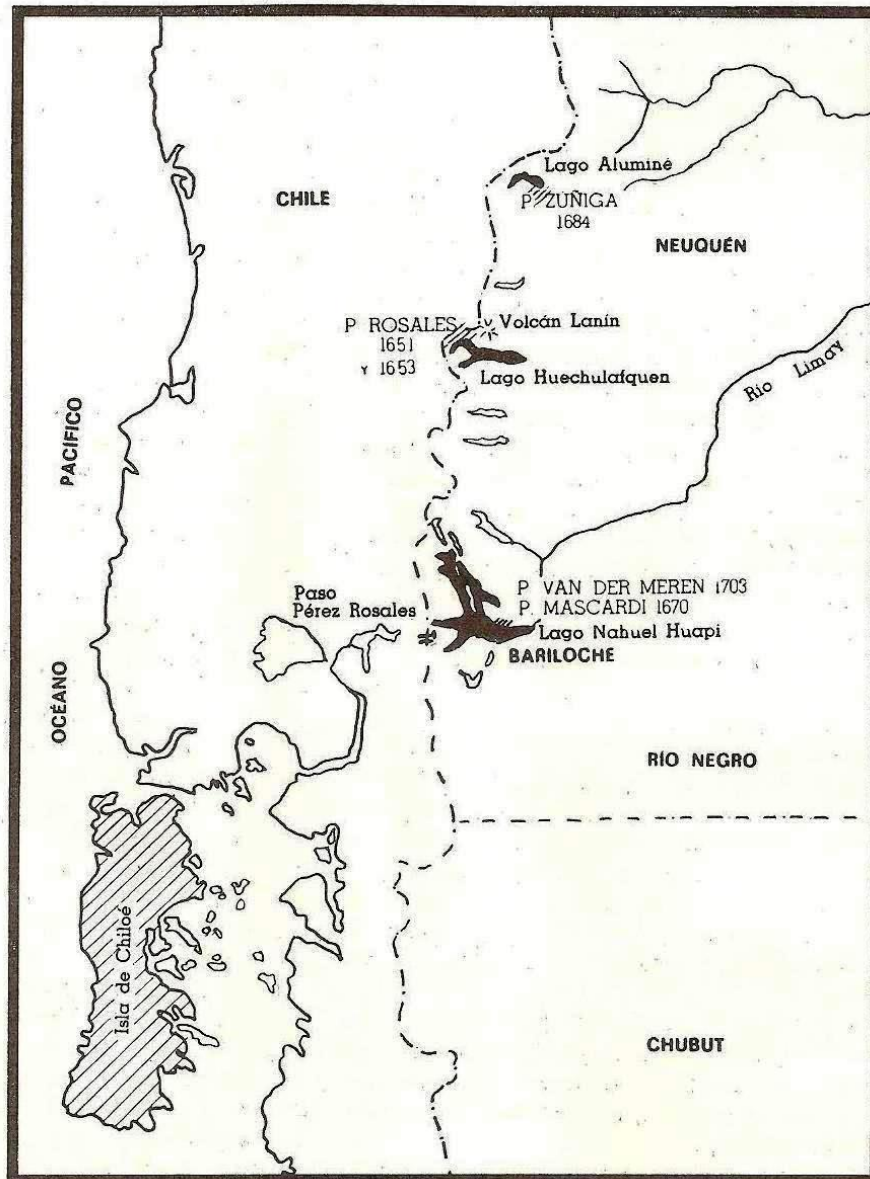 Lago Aluminé
P. ZUÑIGA
1684
CHILE
NEUQUÉN
P ROSALES
1651
Y 1653
Volcán Lanín
Lago Huechulafquen
Río Limay
PACÍFICO
OCÉANO
Paso
Pérez Rosales
P VAN DER MEREN 1703
P. MASCARDI 1670
Lago Nahuel Huapi
BARILOCHE
RÍO NEGRO
Isla de Chiloé
CHUBUT